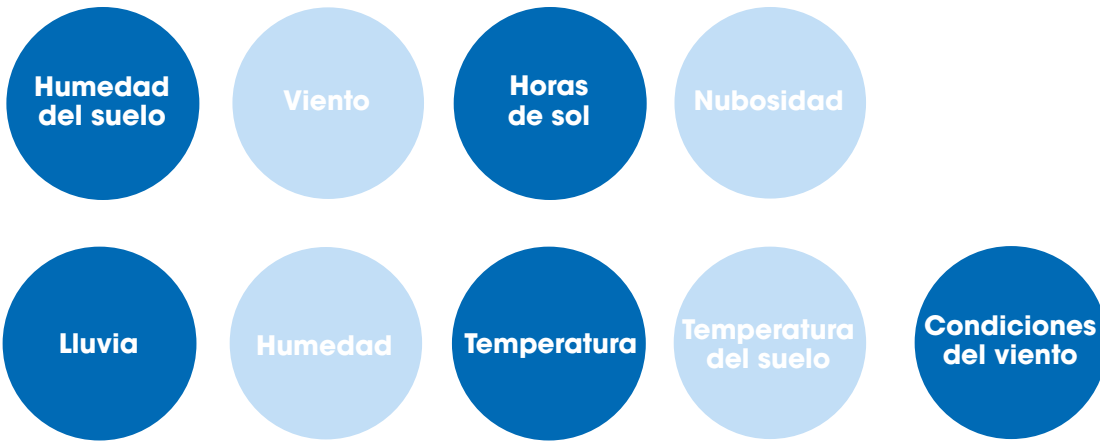 Humedad
del suelo
Viento
Horas
de sol
Nubosidad
Lluvia
Humedad
Temperatura
Temperatura
del suelo
Condiciones
del viento